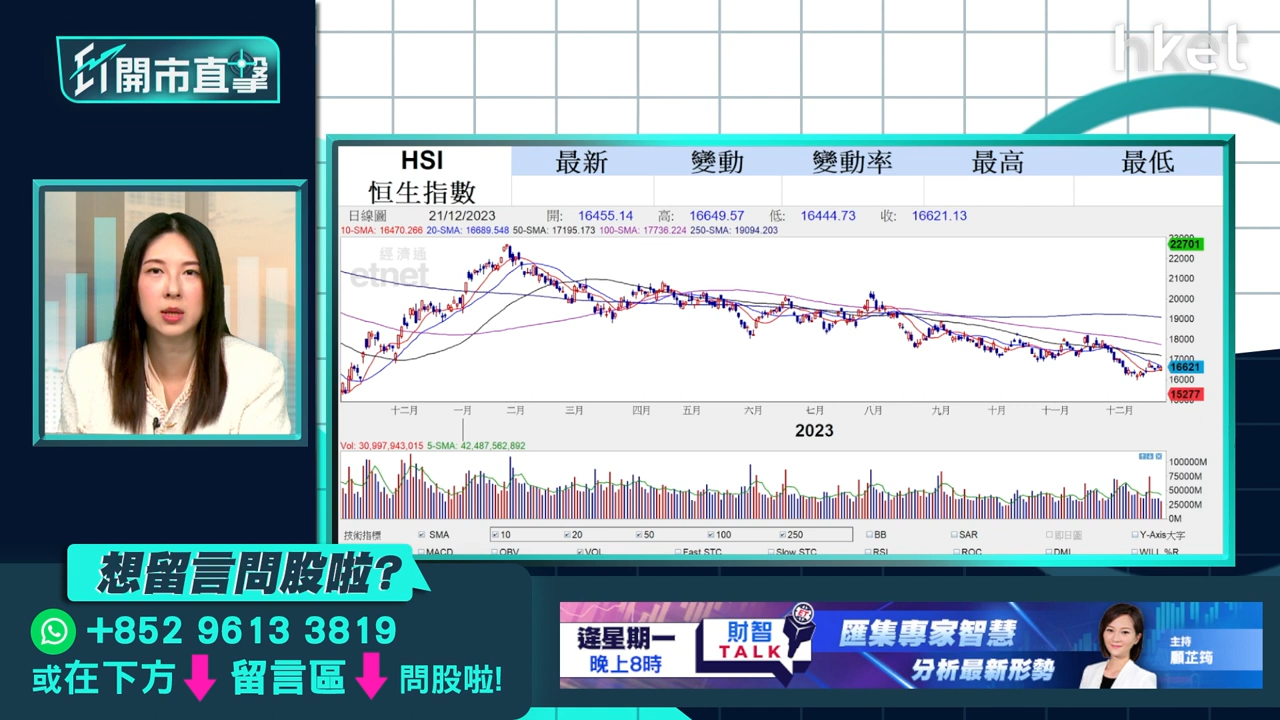 hket
開市直擊
HSI
恒生指數
最新 變動 變動率 最高 最低
日線圖 21/12/2023 開: 16455.14 高: 16649.57 低: 16444.73 收: 16621.13
10-SMA: 16470.266 20-SMA: 16689.548 50-SMA: 17195.173 100-SMA: 17736.224 250-SMA: 19094.203
經濟通
etnet
23000
22701
22000
21000
20000
19000
18000
17000
16621
16000
15277
十二月 一月 二月 三月 四月 五月 六月 七月 八月 九月 十月 十一月 十二月
2023
Vol: 30,997,943,015 5-SMA: 42,487,562,892
100000M
75000M
50000M
25000M
0M
技術指標 SMA 10 20 50 100 250 BB SAR 即日圖 Y-Axis大字
MACD OBV VOL Fast STC Slow STC RSI ROC DMI WILL %R
想留言問股啦?
+852 9613 3819
或在下方 留言區 問股啦!
逢星期一
晚上8時
財智
TALK
匯集專家智慧
分析最新形勢
主持
顧芷筠